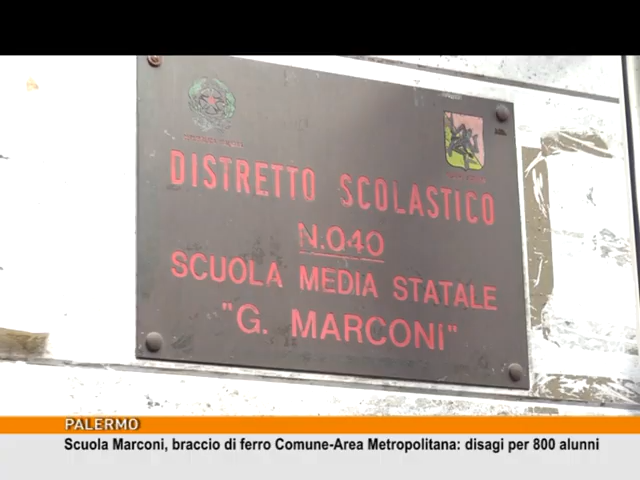 DISTRETTO SCOLASTICO
N.040
SCUOLA MEDIA STATALE
"G. MARCONI"
PALERMO
Scuola Marconi, braccio di ferro Comune-Area Metropolitana: disagi per 800 alunni